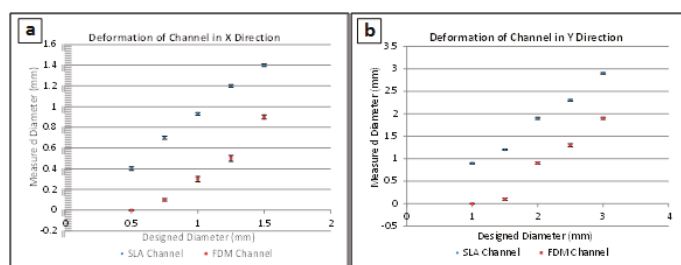 a
Deformation of Channel in X Direction
1.6
1.4
1.2
1
0.8
0.6
0.4
0.2
0
-0.2
0.5
1
1.5
2
Measured Diameter (mm)
Designed Diameter (mm)
SLA Channel
FDM Channel
b
Deformation of Channel in Y Direction
3.5
3
2.5
2
1.5
1
0.5
0
-0.5
0
1
2
3
4
Measured Diameter (mm)
Designed Diameter (mm)
SLA Channel
FDM Channel